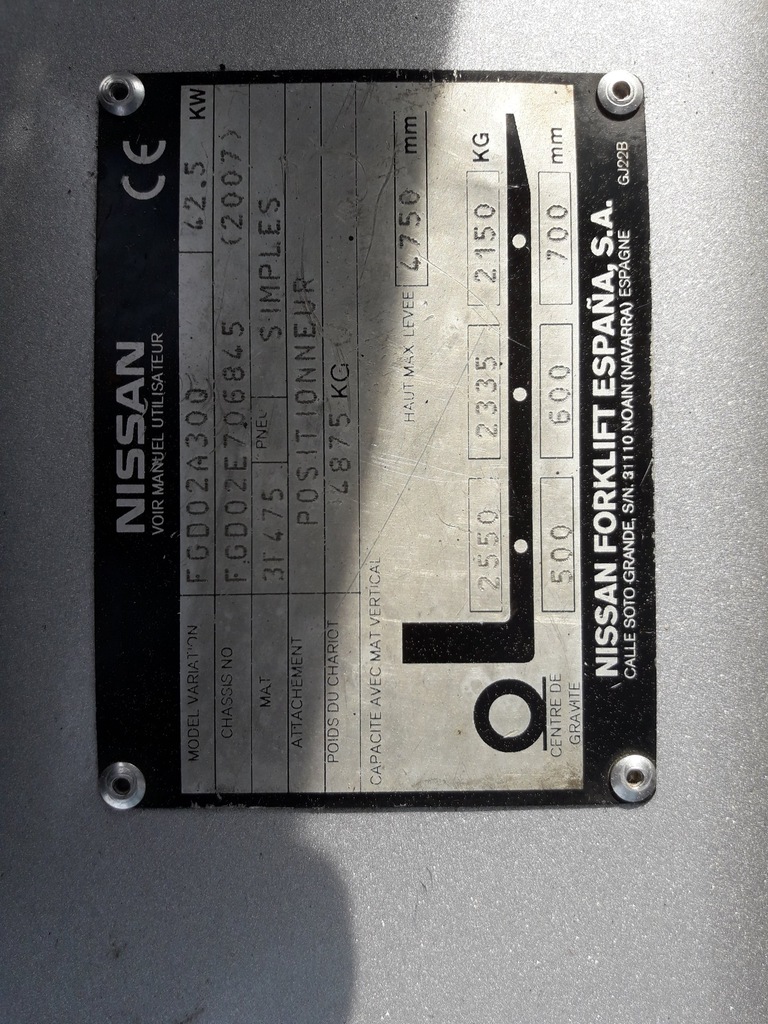 NISSAN CE
VOIR MANUEL UTILISATEUR
MODEL VARIATION FGD02A30Q 42.5 KW
CHASSIS NO FGD02E706845 (2007)
MAT 3F475 PNEU SIMPLES
ATTACHEMENT POSITIONNEUR
POIDS DU CHARIOT 4875 KG
CAPACITE AVEC MAT VERTICAL
HAUT MAX. LEVEE 4750 mm
2550 2335 2150 KG
CENTRE DE GRAVITE 500 600 700 mm
NISSAN FORKLIFT ESPAÑA, S.A.
CALLE SOTO GRANDE, S/N. 31110 NOAIN (NAVARRA) ESPAGNE GJ22B